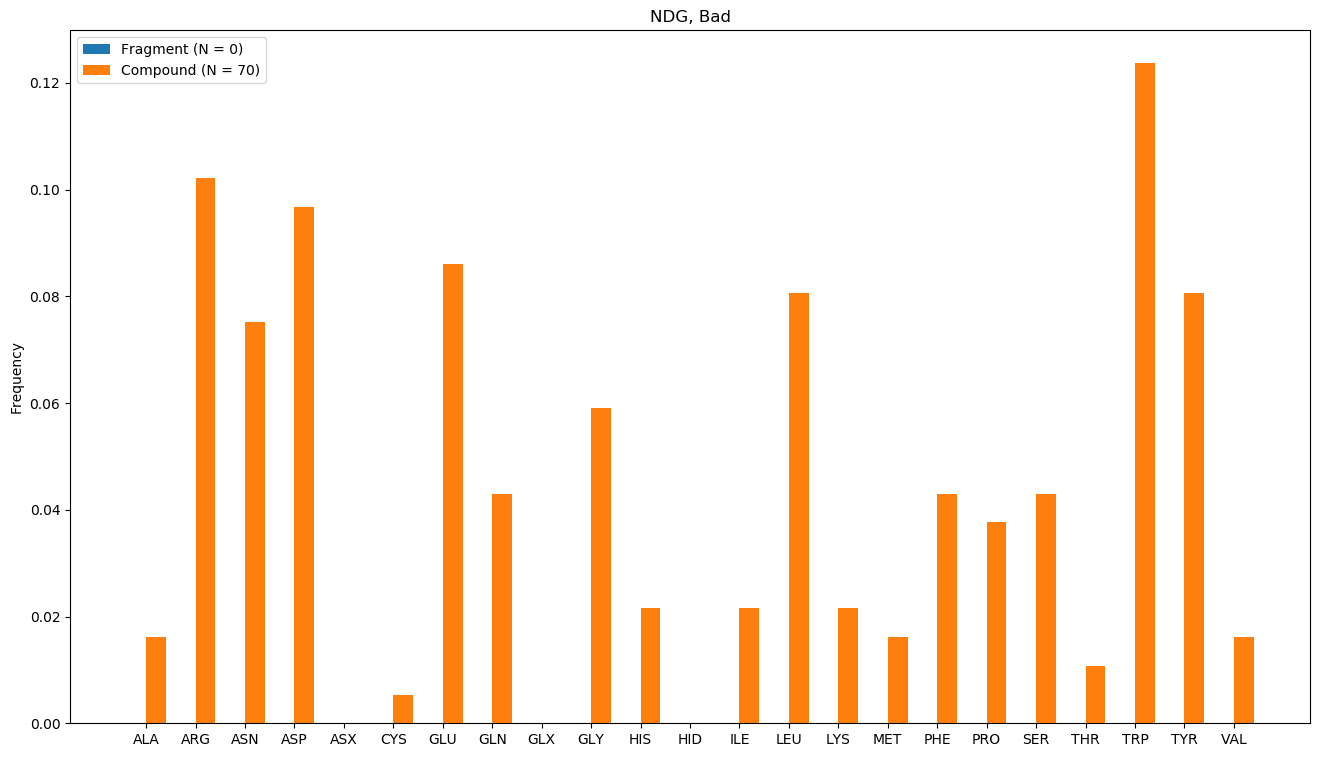 NDG, Bad
Fragment (N = 0)
Compound (N = 70)
Frequency
0.12
0.10
0.08
0.06
0.04
0.02
0.00
ALA ARG ASN ASP ASX CYS GLU GLN GLX GLY HIS HID ILE LEU LYS MET PHE PRO SER THR TRP TYR VAL